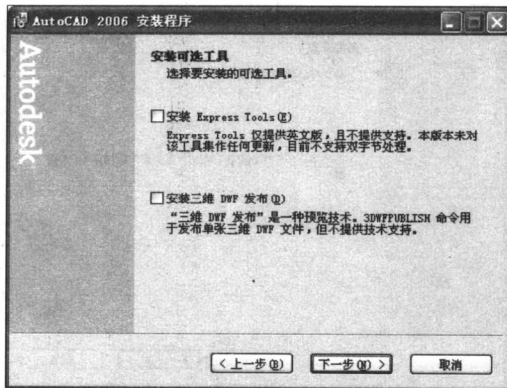 AutoCAD 2006 安装程序
Autodesk
安装可选工具
选择要安装的可选工具。
安装 Express Tools(E)
Express Tools 仅提供英文版，且不提供支持。本版本未对
该工具集作任何更新，目前不支持双字节处理。
安装三维 DWF 发布(D)
“三维 DWF 发布”是一种预览技术。3DWFPUBLISH 命令用
于发布单张三维 DWF 文件，但不提供技术支持。
< 上一步(B)
下一步(N) >
取消